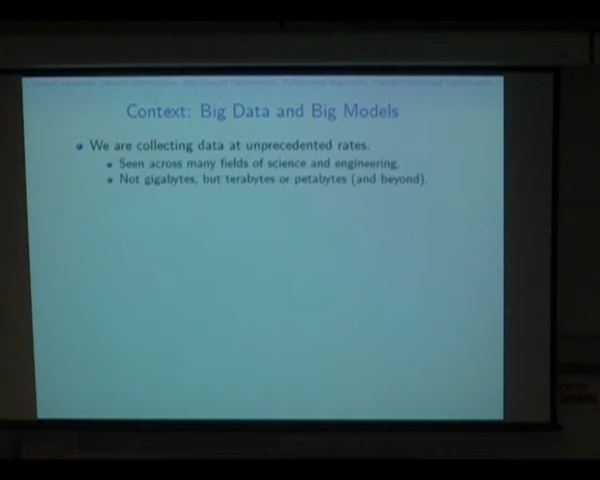 Context: Big Data and Big Models
We are collecting data at unprecedented rates.
Seen across many fields of science and engineering.
Not gigabytes, but terabytes or petabytes (and beyond).